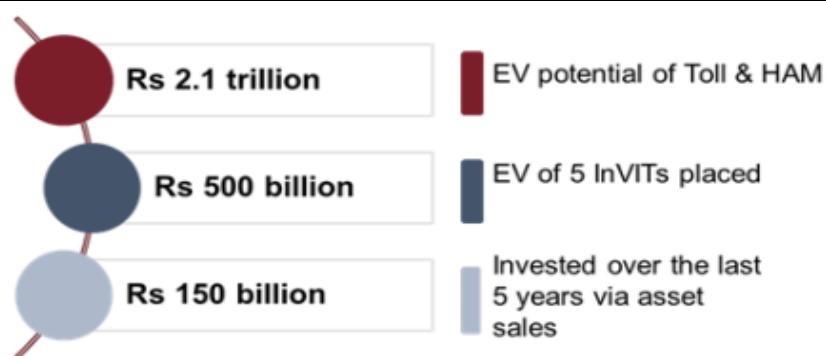 Rs 2.1 trillion
EV potential of Toll & HAM
Rs 500 billion
EV of 5 InVITs placed
Rs 150 billion
Invested over the last
5 years via asset
sales